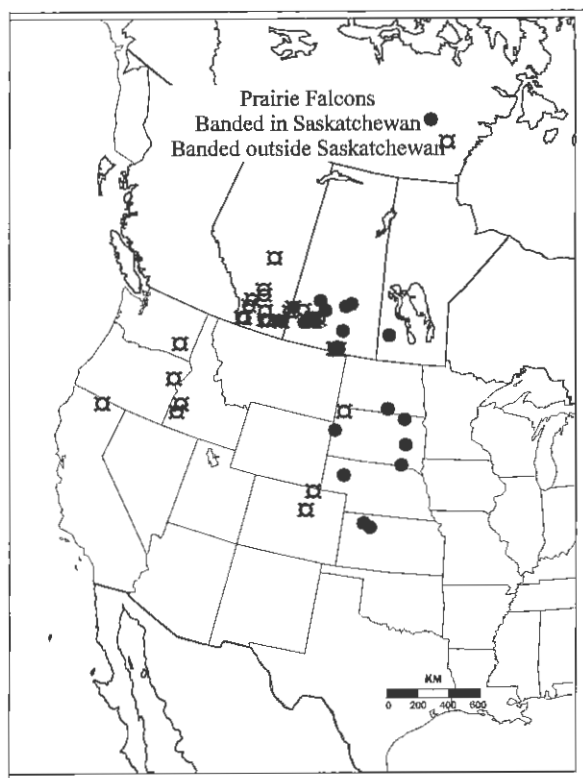 Prairie Falcons
Banded in Saskatchewan
Banded outside Saskatchewan
KM
0 200 400 600